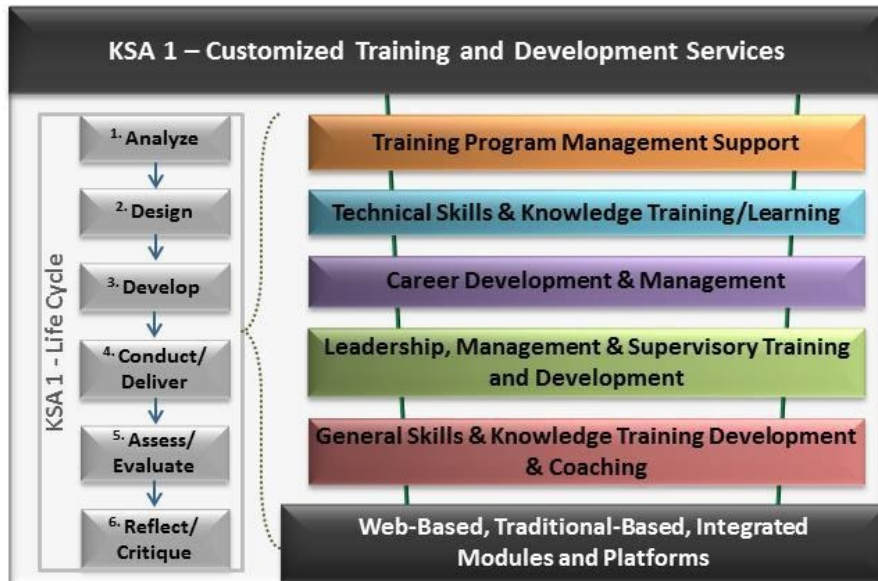 KSA 1 – Customized Training and Development Services
KSA 1 - Life Cycle
1. Analyze
2. Design
3. Develop
4. Conduct/
Deliver
5. Assess/
Evaluate
6. Reflect/
Critique
Training Program Management Support
Technical Skills & Knowledge Training/Learning
Career Development & Management
Leadership, Management & Supervisory Training
and Development
General Skills & Knowledge Training Development
& Coaching
Web-Based, Traditional-Based, Integrated
Modules and Platforms